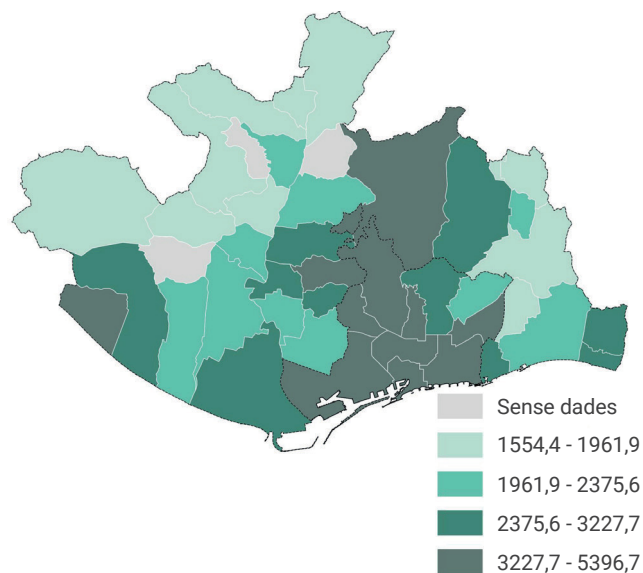 Sense dades
1554,4 - 1961,9
1961,9 - 2375,6
2375,6 - 3227,7
3227,7 - 5396,7